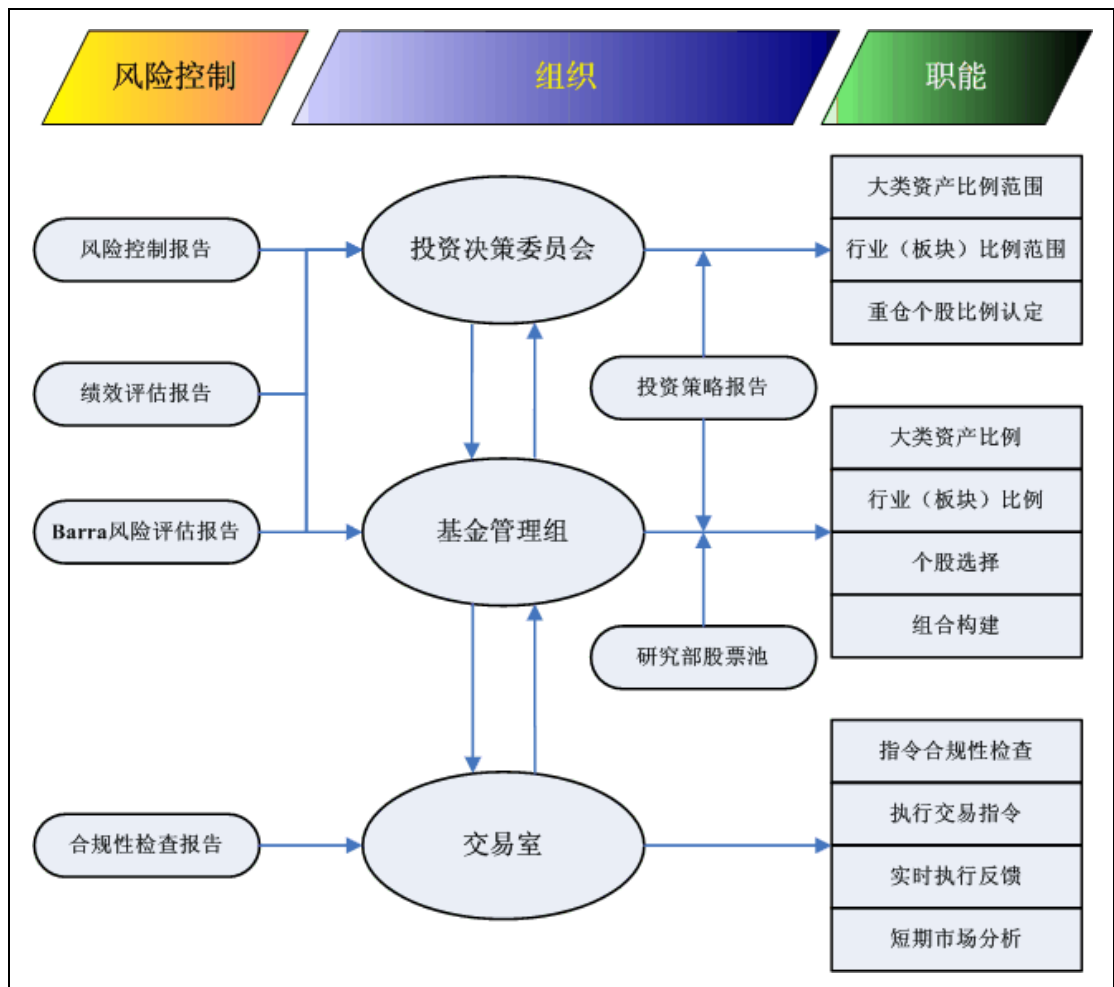 风险控制
组织
职能
大类资产比例范围
风险控制报告
投资决策委员会
行业（板块）比例范围
重仓个股比例认定
绩效评估报告
投资策略报告
大类资产比例
行业（板块）比例
Barra风险评估报告
基金管理组
个股选择
组合构建
研究部股票池
指令合规性检查
执行交易指令
合规性检查报告
交易室
实时执行反馈
短期市场分析